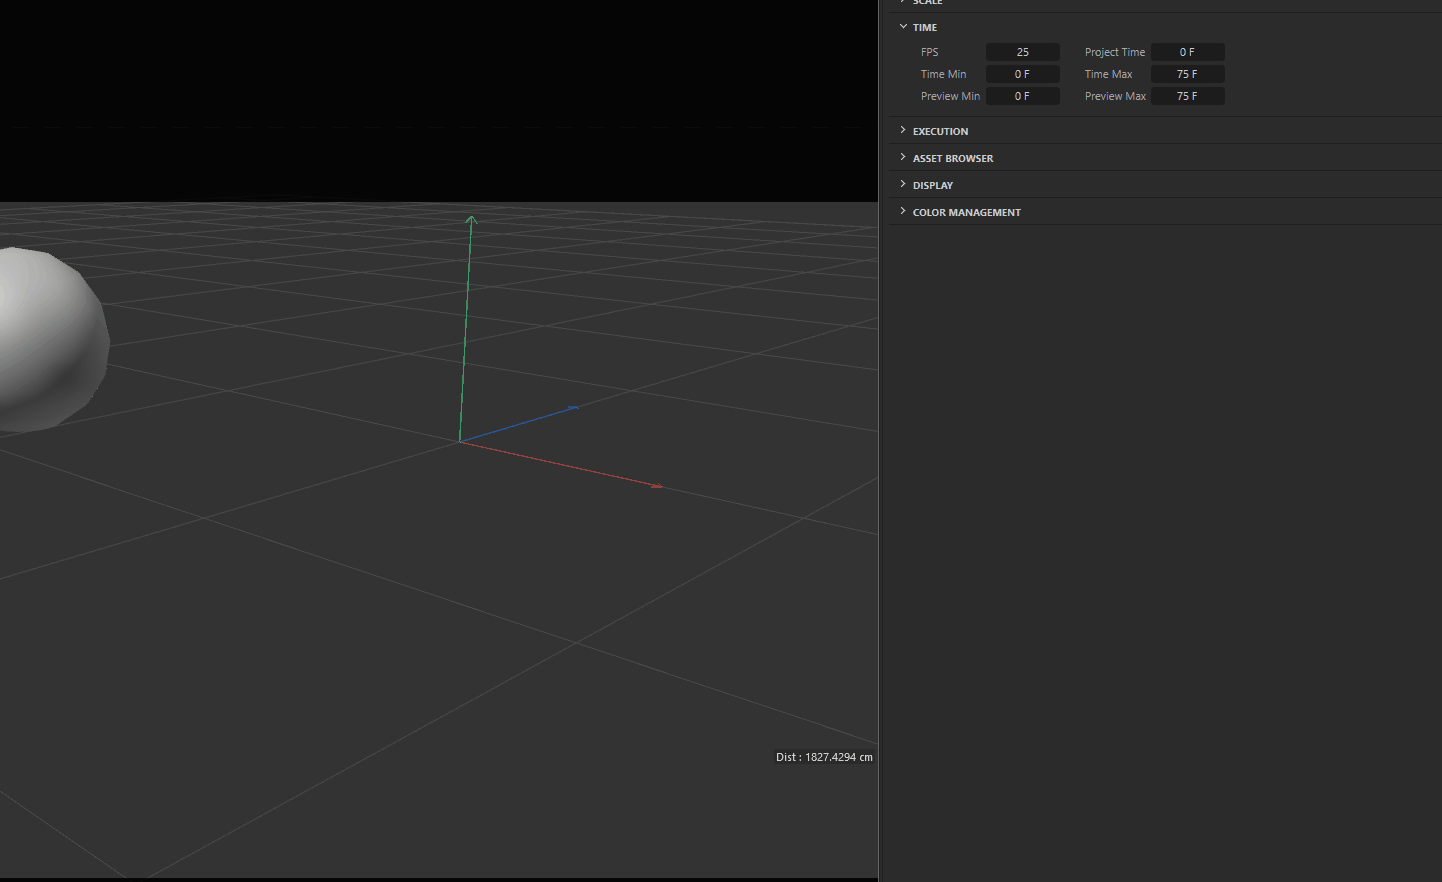 SCALE
TIME
FPS 25 Project Time 0 F
Time Min 0 F Time Max 75 F
Preview Min 0 F Preview Max 75 F
EXECUTION
ASSET BROWSER
DISPLAY
COLOR MANAGEMENT
Dist : 1827.4294 cm